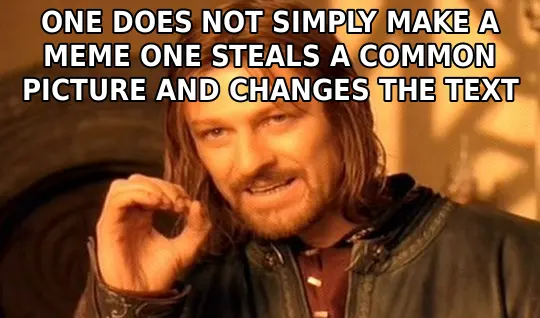 ONE DOES NOT SIMPLY MAKE A
MEME ONE STEALS A COMMON
PICTURE AND CHANGES THE TEXT